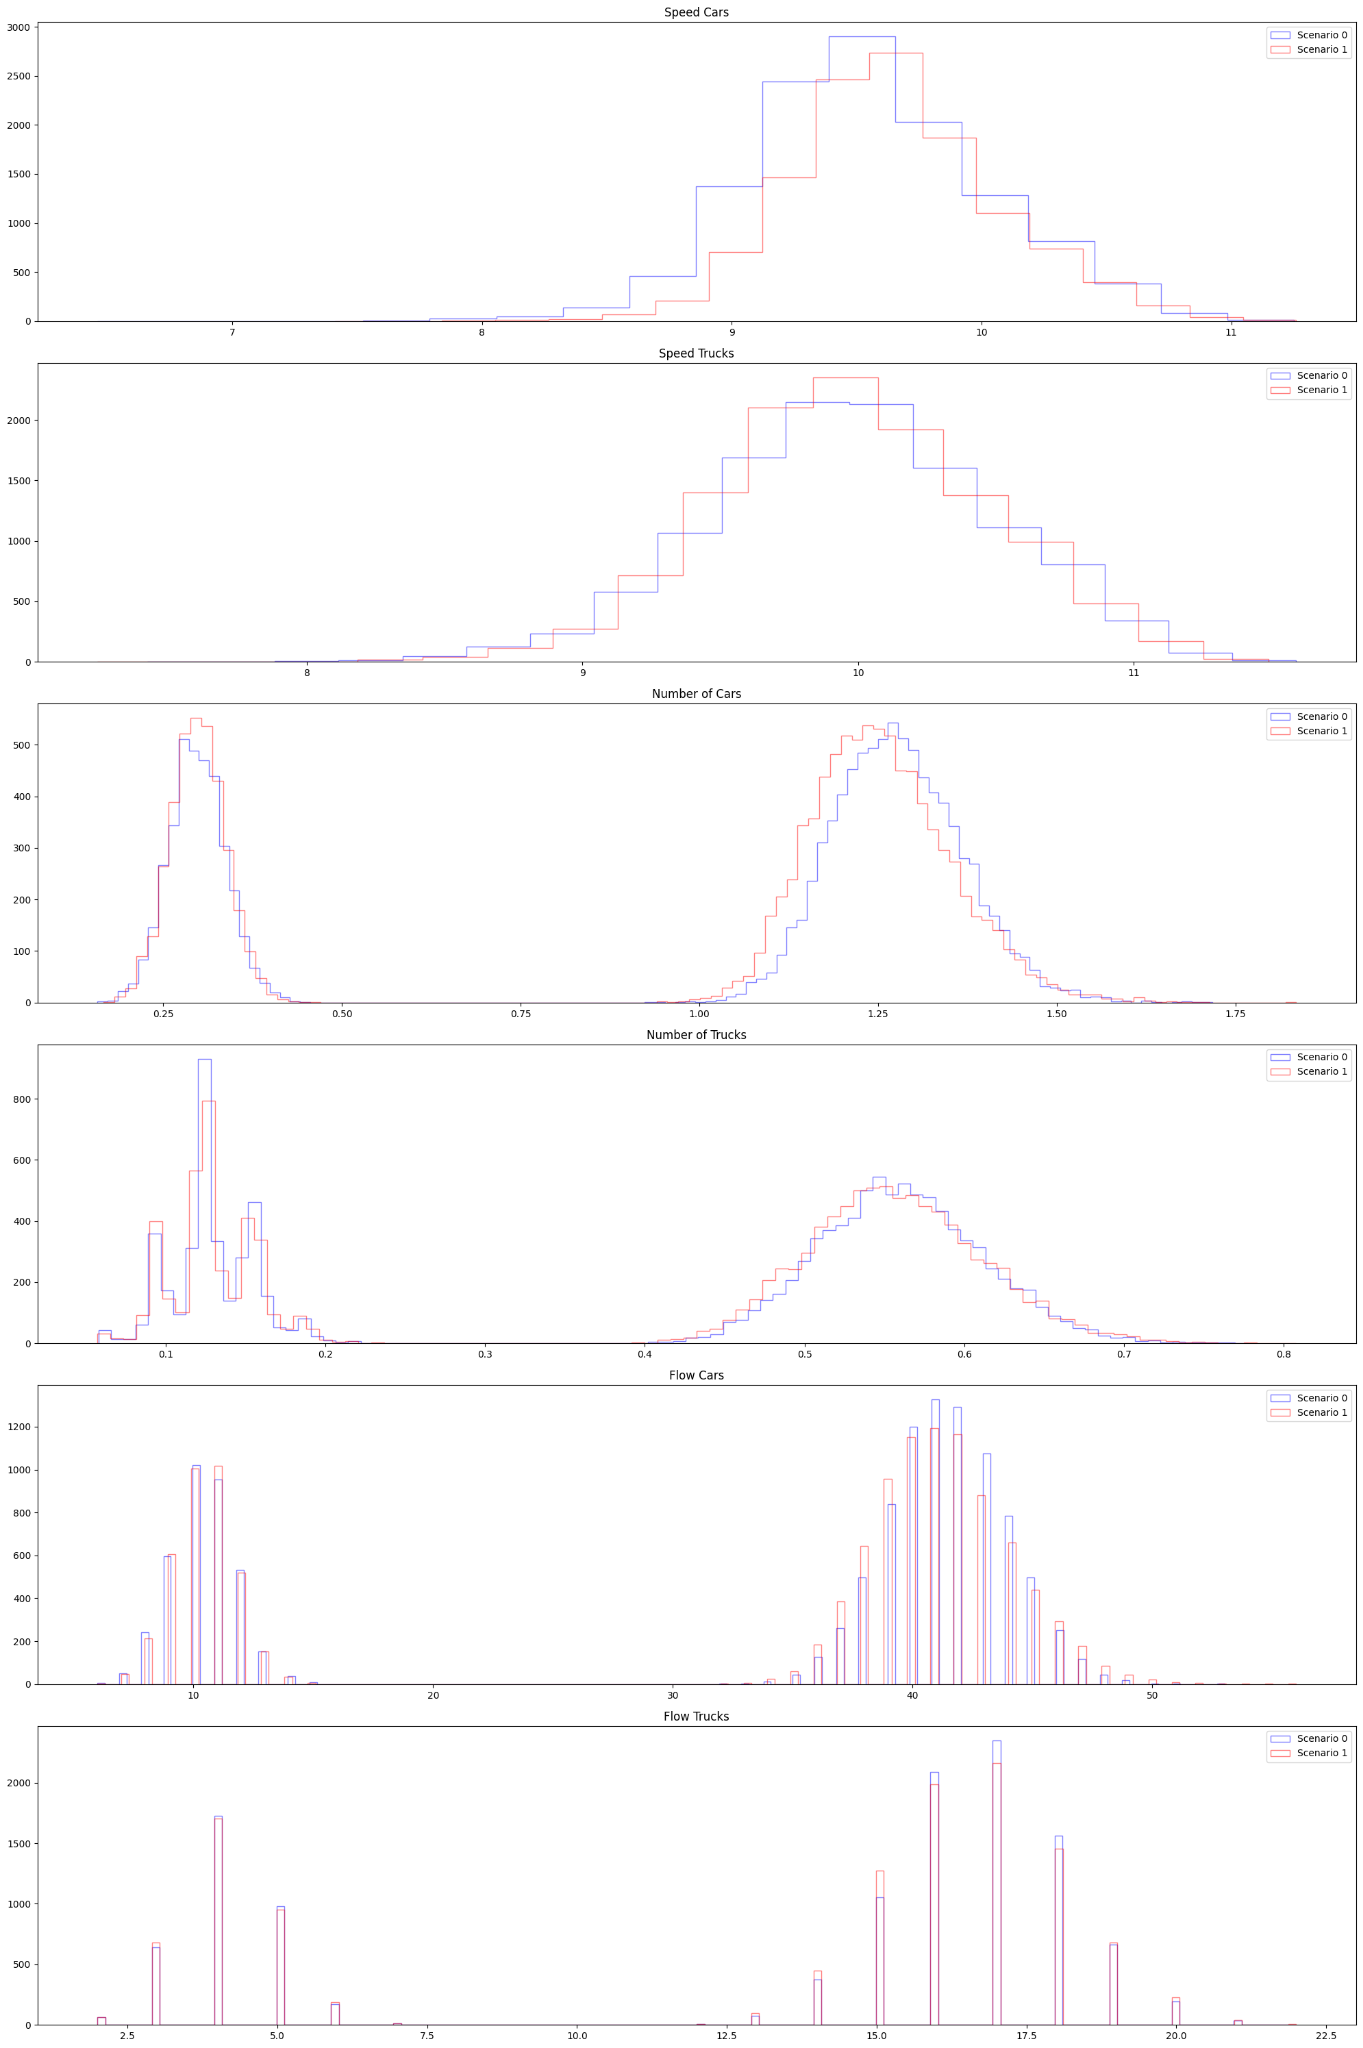 Speed Cars
3000
2500
2000
1500
1000
500
0
Scenario 0
Scenario 1
7 8 9 10 11
Speed Trucks
2000
1500
1000
500
0
Scenario 0
Scenario 1
8 9 10 11
Number of Cars
500
400
300
200
100
0
Scenario 0
Scenario 1
0.25 0.50 0.75 1.00 1.25 1.50 1.75
Number of Trucks
800
600
400
200
0
Scenario 0
Scenario 1
0.1 0.2 0.3 0.4 0.5 0.6 0.7 0.8
Flow Cars
1200
1000
800
600
400
200
0
Scenario 0
Scenario 1
10 20 30 40 50
Flow Trucks
2000
1500
1000
500
0
Scenario 0
Scenario 1
2.5 5.0 7.5 10.0 12.5 15.0 17.5 20.0 22.5